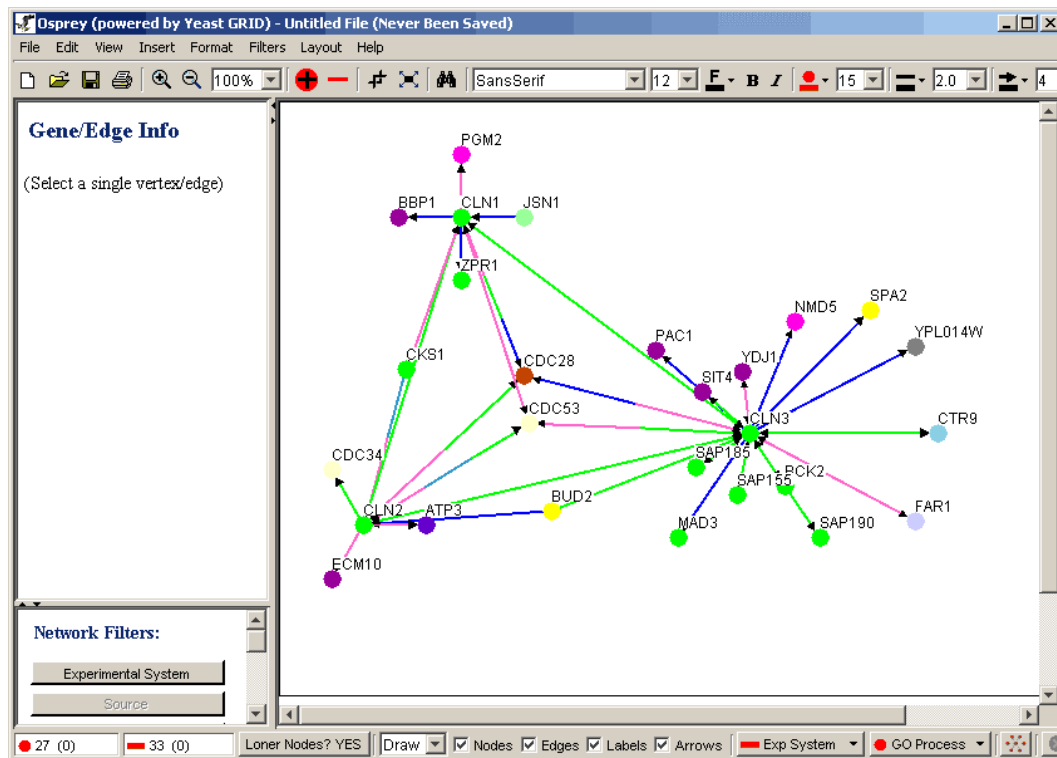 Osprey (powered by Yeast GRID) - Untitled File (Never Been Saved)
File Edit View Insert Format Filters Layout Help
100% SansSerif 12 F B I 15 2.0 4
Gene/Edge Info
(Select a single vertex/edge)
PGM2
BBP1 CLN1 JSN1
ZPR1
NMD5 SPA2
PAC1 YPL014W
CKS1 CDC28 YDJ1
SIT4
CDC53 CLN3 CTR9
CDC34 SAP185
SAP155 PCK2
CLN2 ATP3 BUD2 MAD3 SAP190 FAR1
ECM10
Network Filters:
Experimental System
Source
27 (0) 33 (0) Loner Nodes? YES Draw Nodes Edges Labels Arrows Exp System GO Process